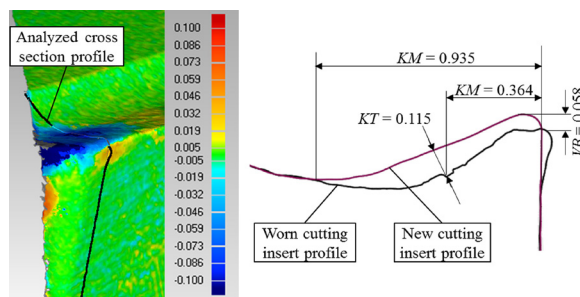 Analyzed cross
section profile
0.100
0.086
0.073
0.059
0.046
0.032
0.019
0.005
-0.005
-0.019
-0.032
-0.046
-0.059
-0.073
-0.086
-0.100
KM = 0.935
KM = 0.364
KT = 0.115
VB = 0.058
Worn cutting
insert profile
New cutting
insert profile